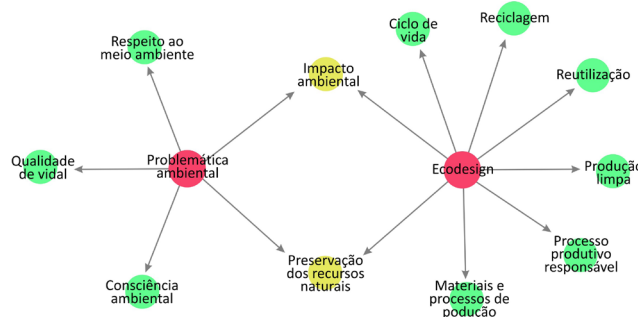 Respeito ao
meio ambiente
Ciclo de
vida
Reciclagem
Impacto
ambiental
Reutilização
Qualidade
de vidal
Problemática
ambiental
Ecodesign
Produção
limpa
Consciência
ambiental
Preservação
dos recursos
naturais
Processo
produtivo
responsável
Materiais e
processos de
podução